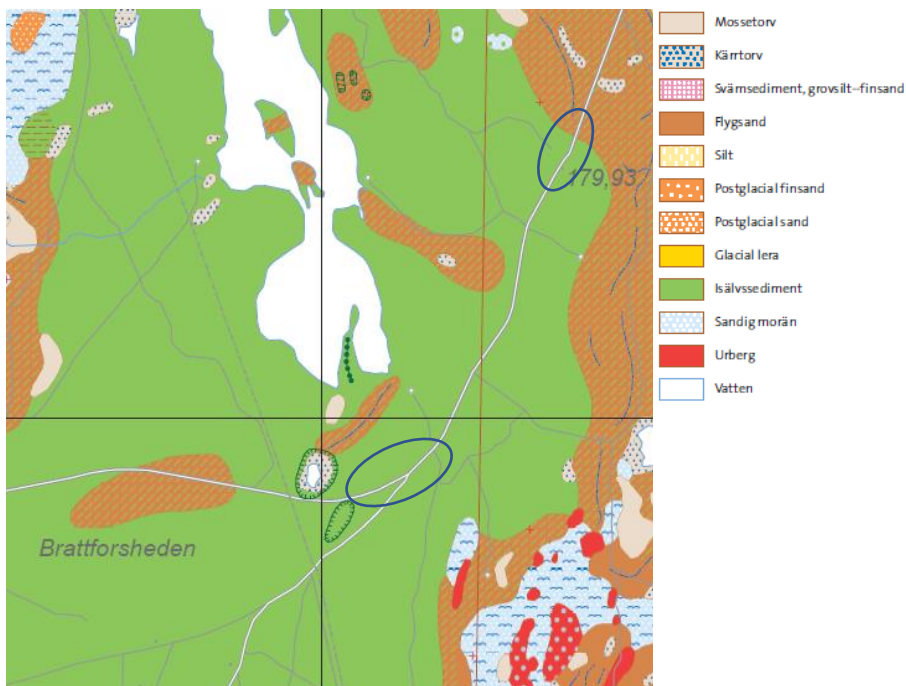 179,93
Brattforsheden
Mossetorv
Kärrtorv
Svämsediment, grovsilt--finsand
Flygsand
Silt
Postglacial finsand
Postglacial sand
Glacial lera
Isälvssediment
Sandig morän
Urberg
Vatten